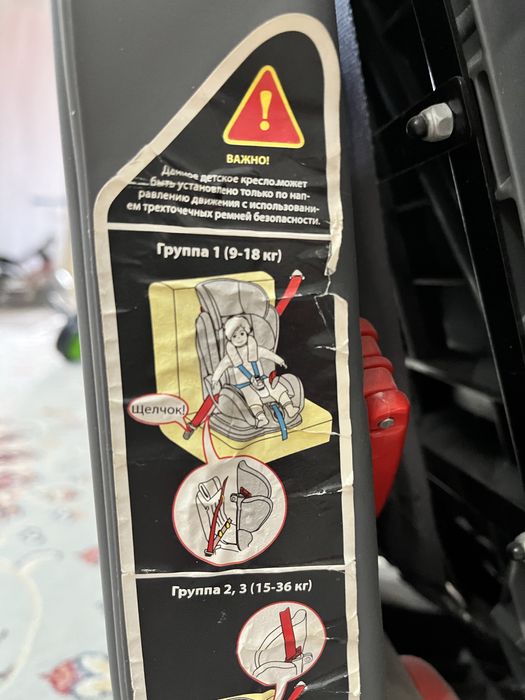 ВАЖНО!
Данное детское кресло может
быть установлено только по нап-
равлению движения с использовани-
ем трехточечных ремней безопасности.
Группа 1 (9-18 кг)
Щелчок!
Группа 2, 3 (15-36 кг)